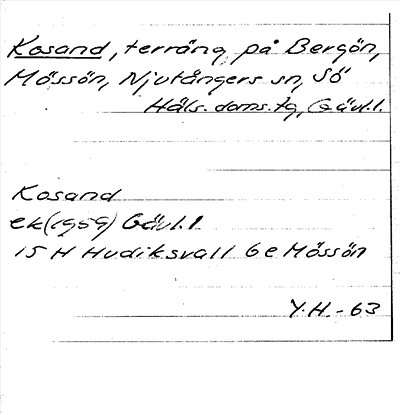 Kosand, terräng på Bergön,
Mössön, Njutångers sn, Sö
Häls. doms. tg, Gävl. l.
Kosand
ek (1959) Gävl. l
15 H Hudiksvall 6 e Mössön
Y.H. - 63